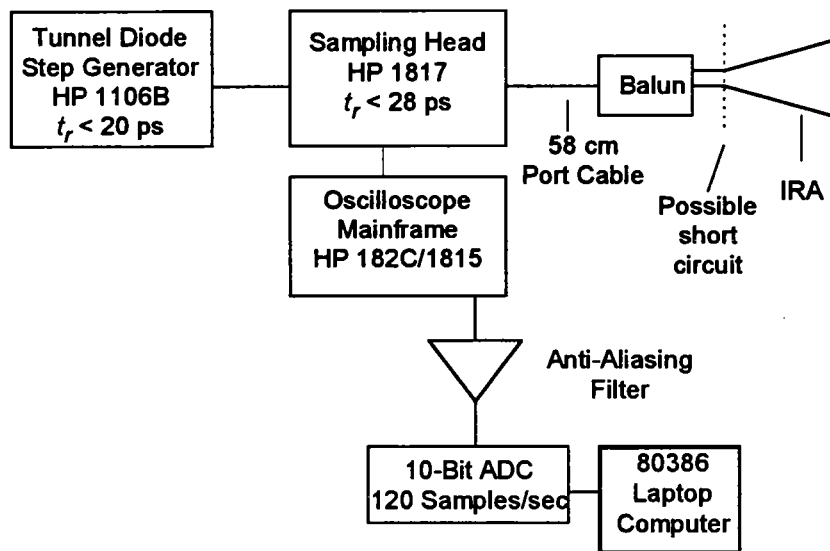 Tunnel Diode
Step Generator
HP 1106B
t_r < 20 ps
Sampling Head
HP 1817
t_r < 28 ps
Balun
58 cm
Port Cable
IRA
Possible
short
circuit
Oscilloscope
Mainframe
HP 182C/1815
Anti-Aliasing
Filter
10-Bit ADC
120 Samples/sec
80386
Laptop
Computer